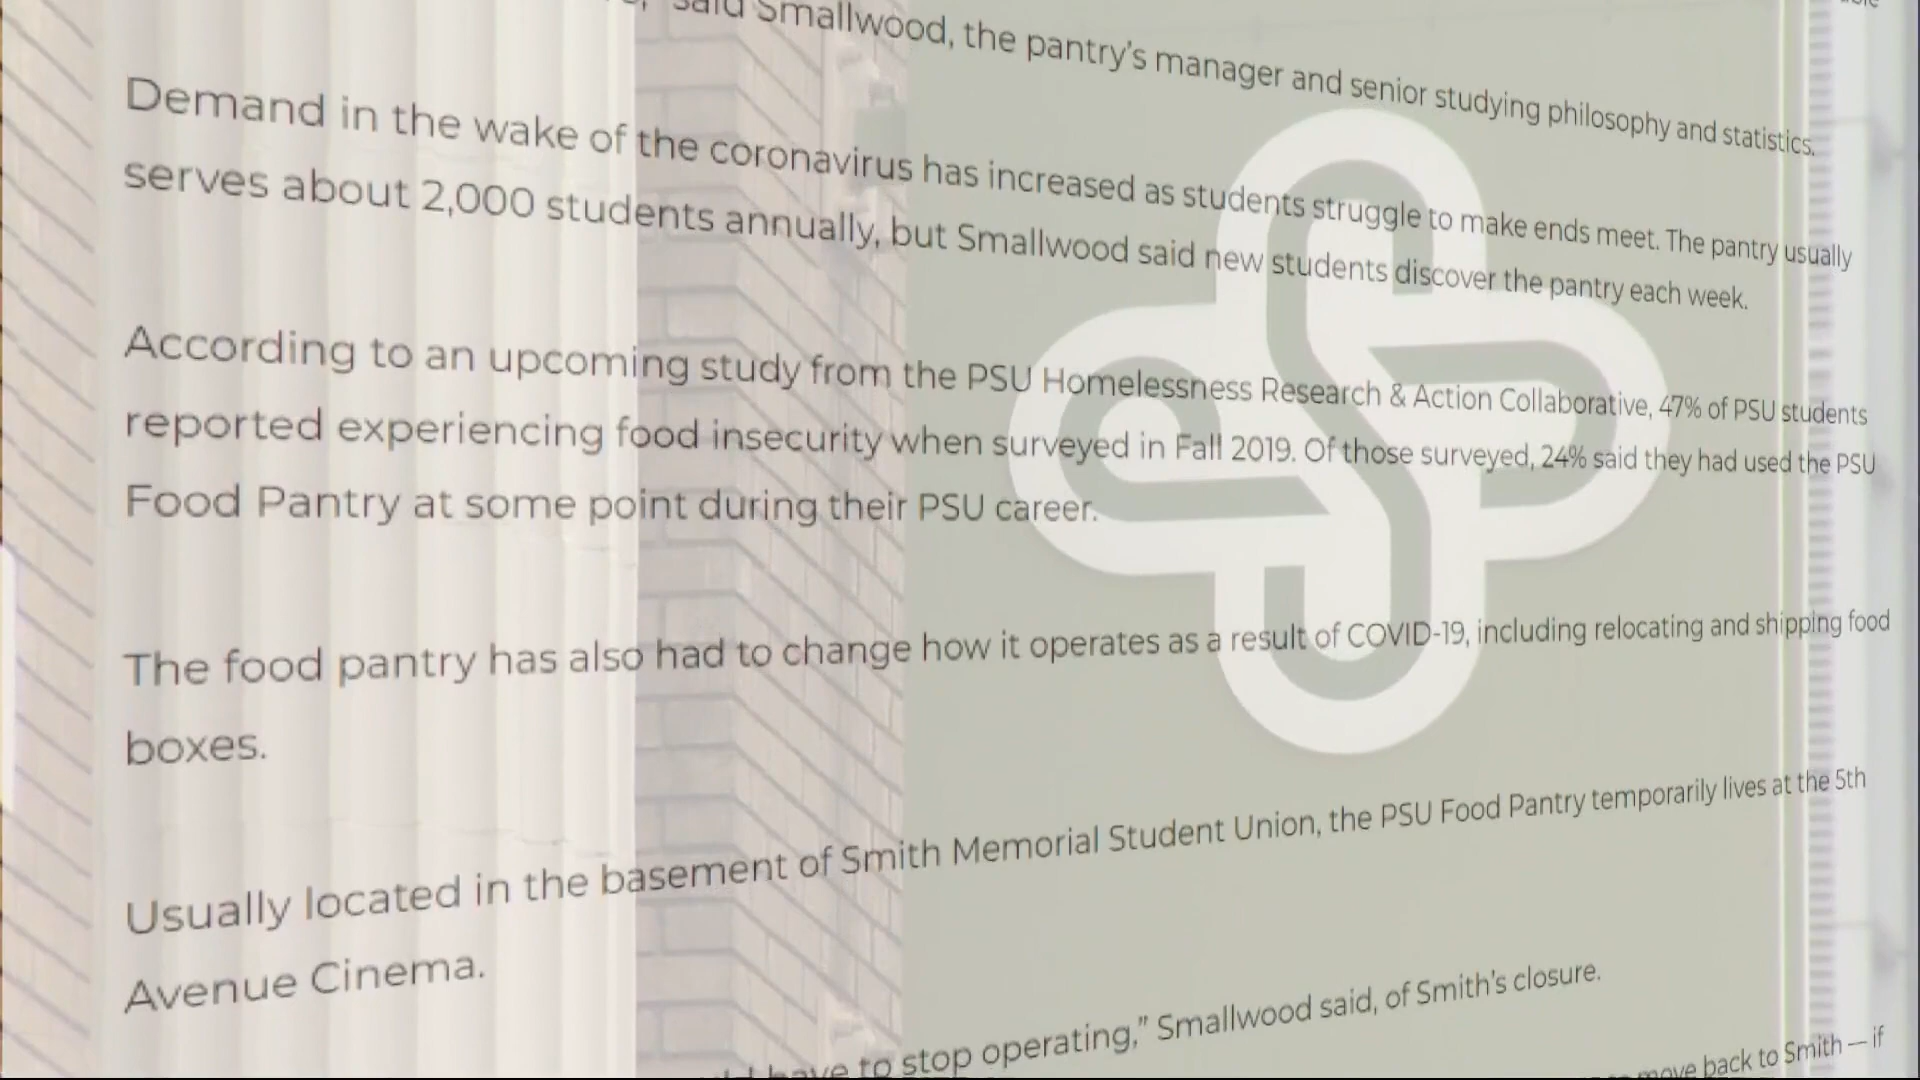 said Smallwood, the pantry's manager and senior studying philosophy and statistics.
Demand in the wake of the coronavirus has increased as students struggle to make ends meet. The pantry usually
serves about 2,000 students annually, but Smallwood said new students discover the pantry each week.
According to an upcoming study from the PSU Homelessness Research & Action Collaborative, 47% of PSU students
reported experiencing food insecurity when surveyed in Fall 2019. Of those surveyed, 24% said they had used the PSU
Food Pantry at some point during their PSU career.
The food pantry has also had to change how it operates as a result of COVID-19, including relocating and shipping food
boxes.
Usually located in the basement of Smith Memorial Student Union, the PSU Food Pantry temporarily lives at the 5th
Avenue Cinema.
have to stop operating,” Smallwood said, of Smith's closure.
move back to Smith — if